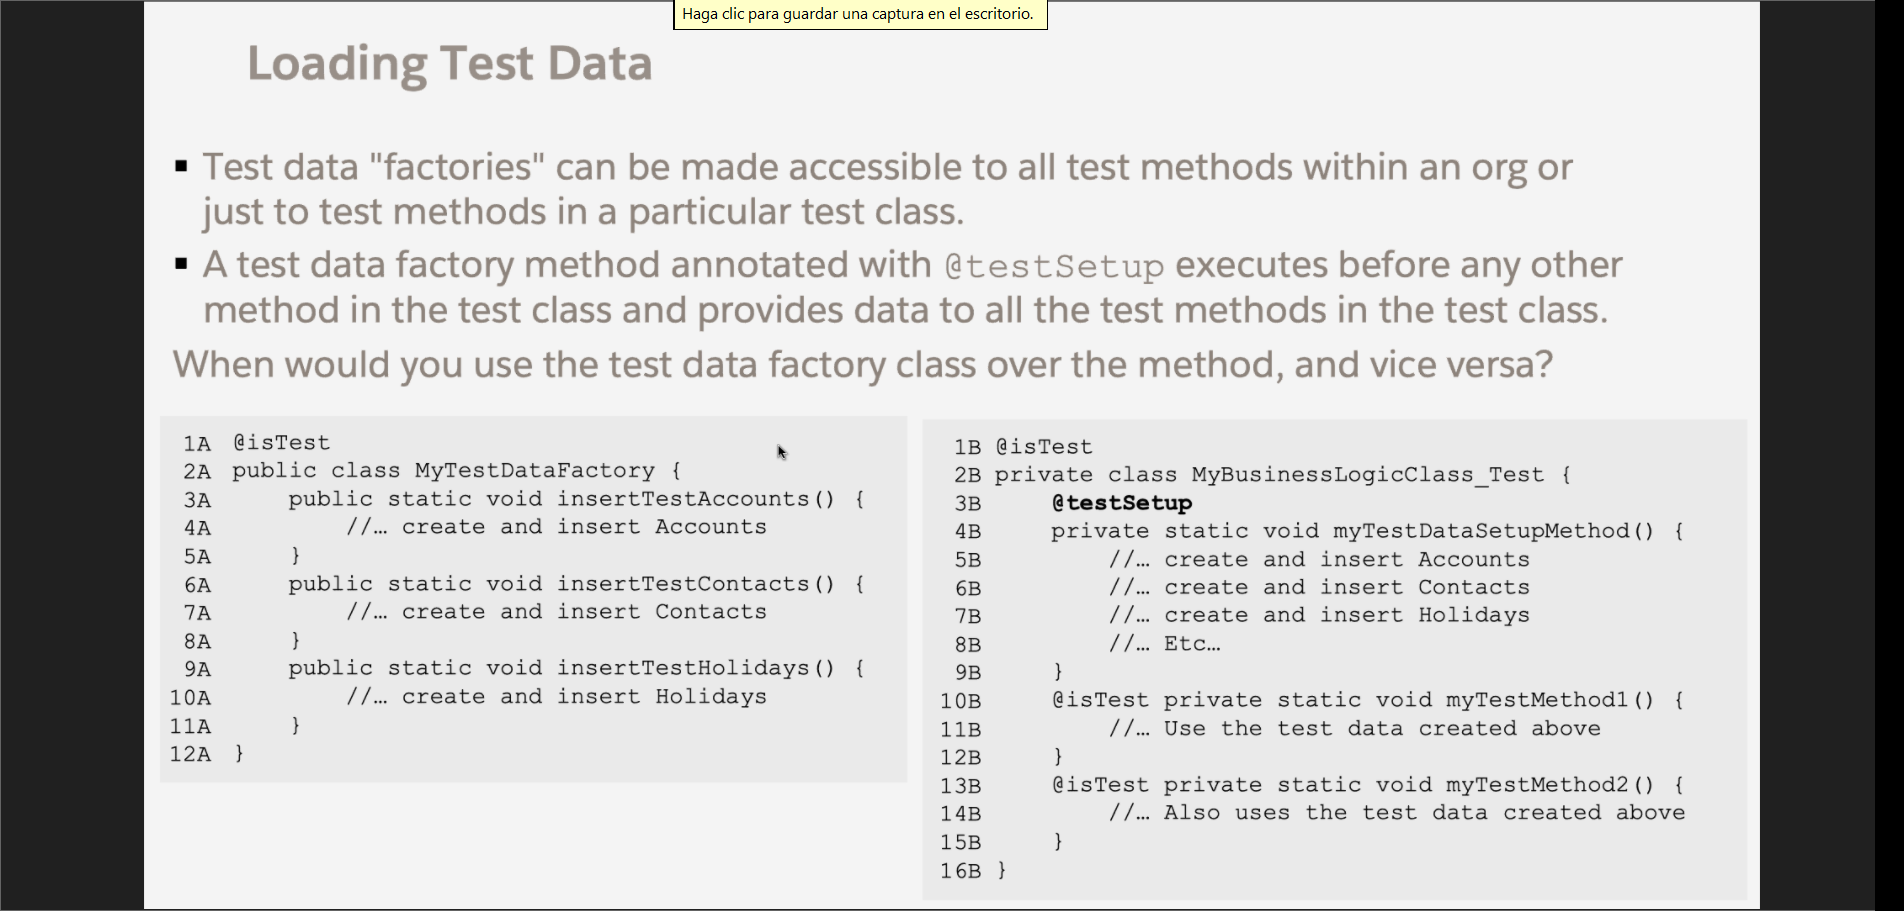 Haga clic para guardar una captura en el escritorio.
Loading Test Data
▪ Test data "factories" can be made accessible to all test methods within an org or
just to test methods in a particular test class.
▪ A test data factory method annotated with @testSetup executes before any other
method in the test class and provides data to all the test methods in the test class.
When would you use the test data factory class over the method, and vice versa?
1A @isTest
2A public class MyTestDataFactory {
3A     public static void insertTestAccounts() {
4A         //… create and insert Accounts
5A     }
6A     public static void insertTestContacts() {
7A         //… create and insert Contacts
8A     }
9A     public static void insertTestHolidays() {
10A         //… create and insert Holidays
11A     }
12A }
1B @isTest
2B private class MyBusinessLogicClass_Test {
3B     @testSetup
4B     private static void myTestDataSetupMethod() {
5B         //… create and insert Accounts
6B         //… create and insert Contacts
7B         //… create and insert Holidays
8B         //… Etc…
9B     }
10B     @isTest private static void myTestMethod1() {
11B         //… Use the test data created above
12B     }
13B     @isTest private static void myTestMethod2() {
14B         //… Also uses the test data created above
15B     }
16B }